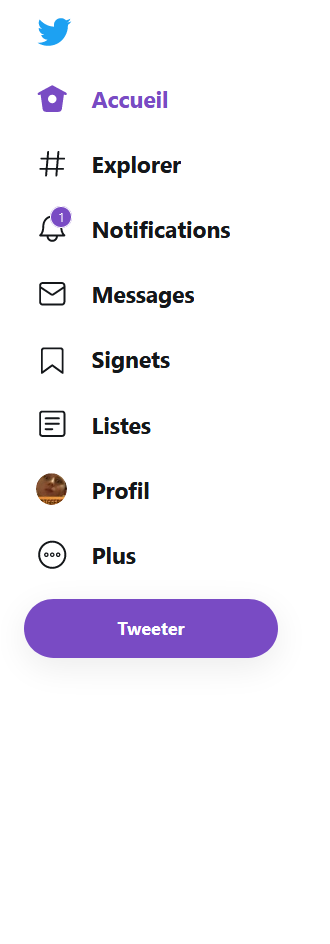 Accueil
Explorer
1
Notifications
Messages
Signets
Listes
Profil
Plus
Tweeter